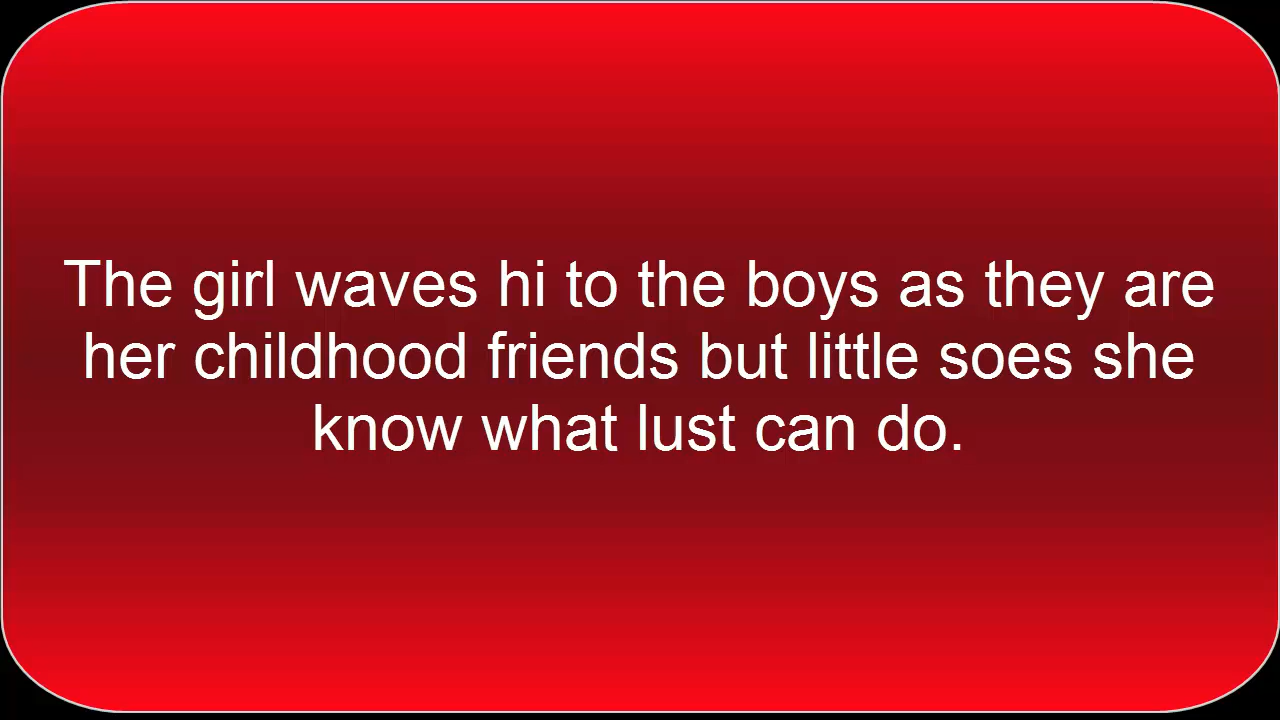 The girl waves hi to the boys as they are
her childhood friends but little soes she
know what lust can do.